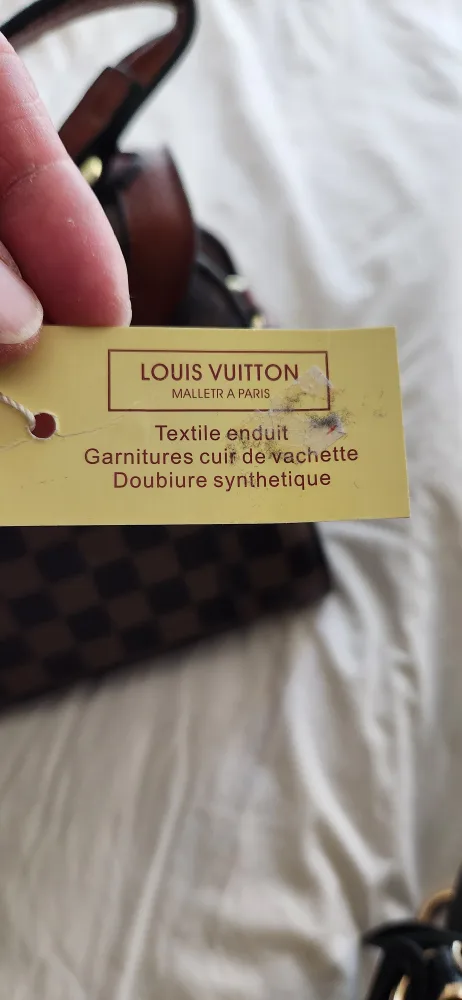 LOUIS VUITTON
MALLETR A PARIS
Textile enduit
Garnitures cuir de vachette
Doubiure synthetique